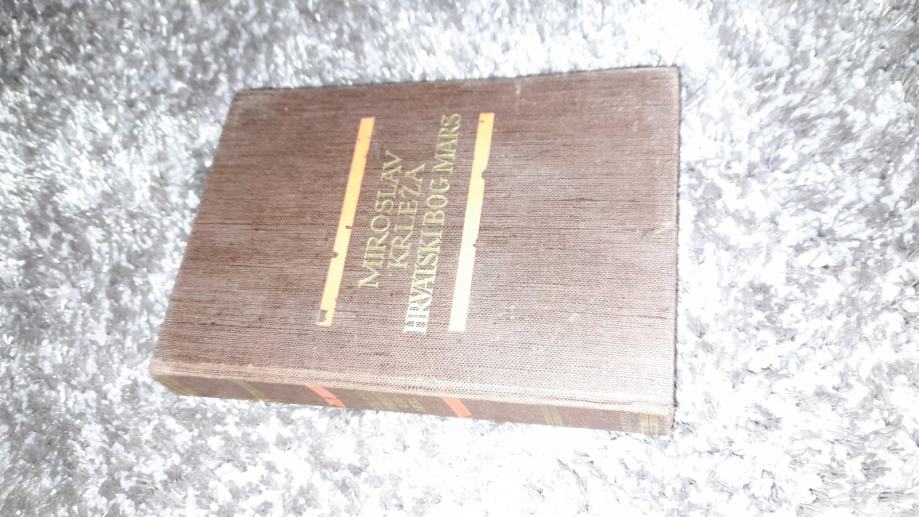 MIROSLAV
KRLEŽA
HRVATSKI BOG MARS